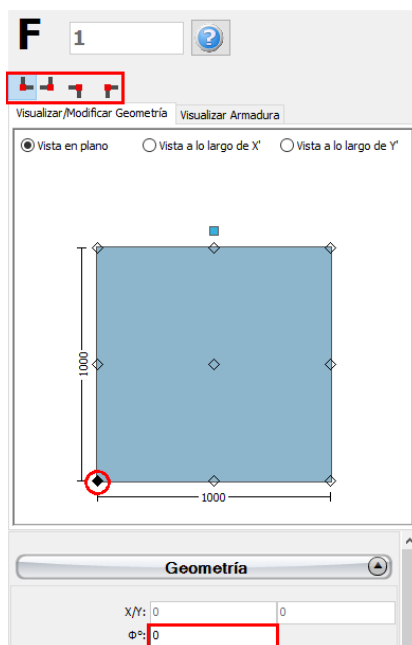 F 1
Visualizar/Modificar Geometría Visualizar Armadura
Vista en plano Vista a lo largo de X' Vista a lo largo de Y'
1000
1000
Geometría
X/Y: 0 0
Φ°: 0